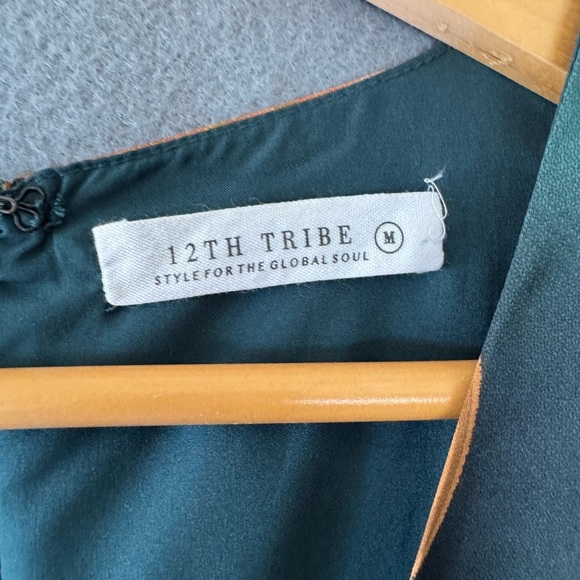 12TH TRIBE M
STYLE FOR THE GLOBAL SOUL